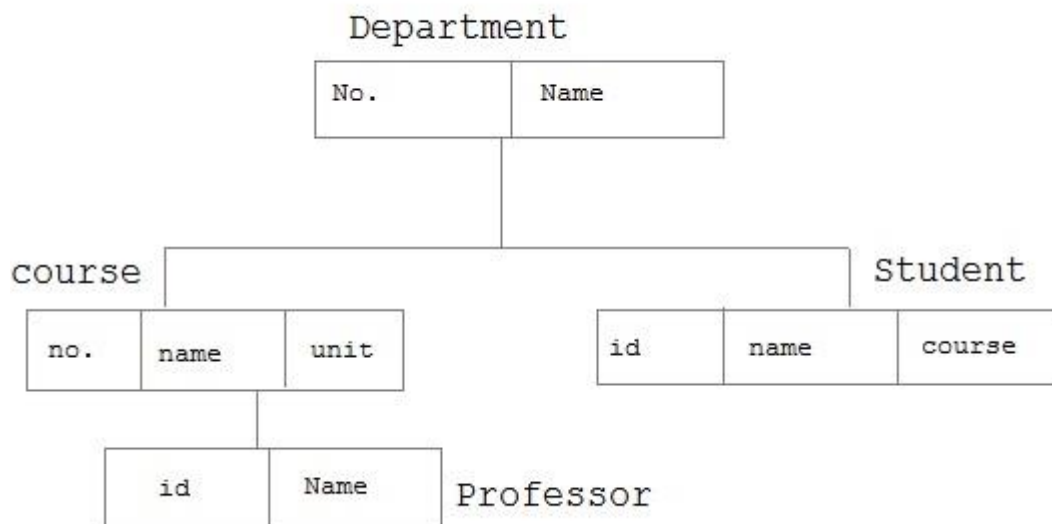 Department
No. Name
course
Student
no. name unit
id name course
id Name
Professor